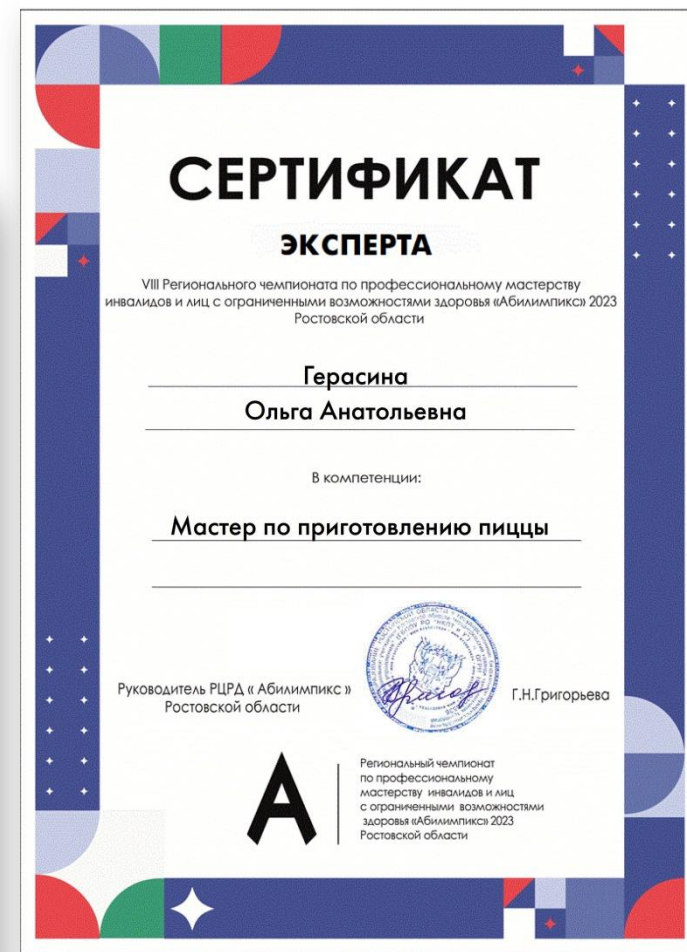 СЕРТИФИКАТ
ЭКСПЕРТА
VIII Регионального чемпионата по профессиональному мастерству
инвалидов и лиц с ограниченными возможностями здоровья «Абилимпикс» 2023
Ростовской области
Герасина
Ольга Анатольевна
В компетенции:
Мастер по приготовлению пиццы
Руководитель РЦРД « Абилимпикс »
Ростовской области
Г.Н.Григорьева
А
Региональный чемпионат
по профессиональному
мастерству инвалидов и лиц
с ограниченными возможностями
здоровья «Абилимпикс» 2023
Ростовской области